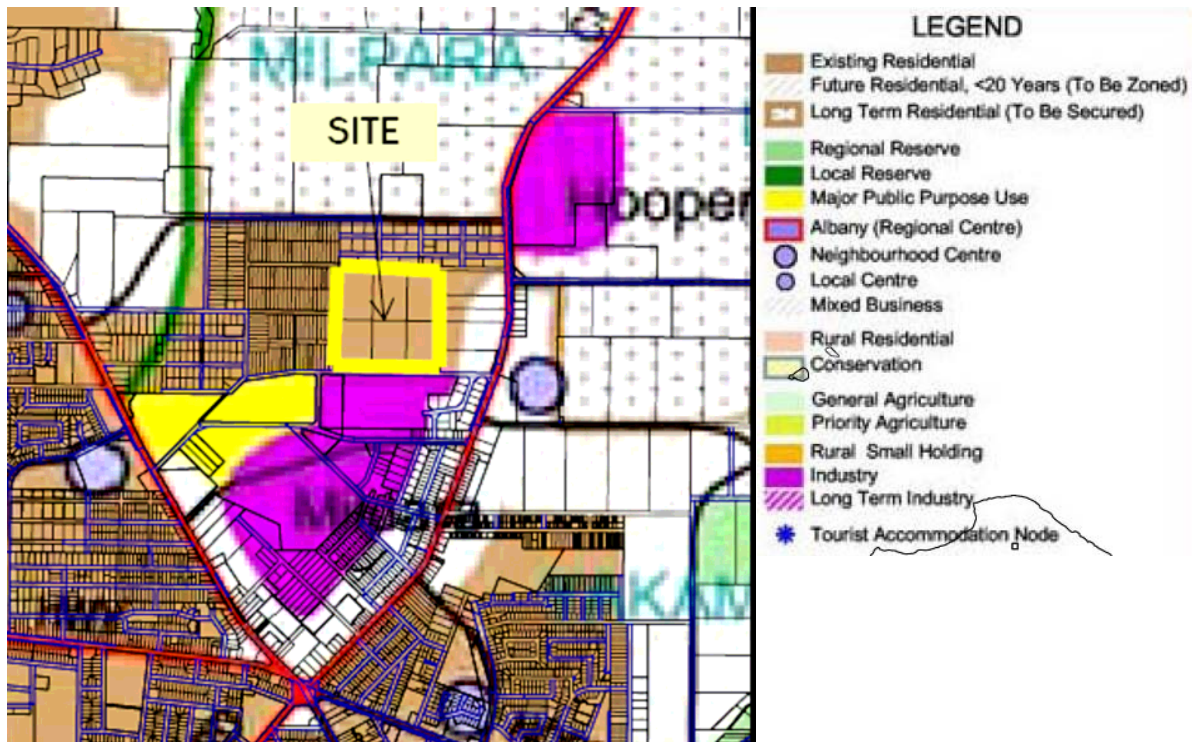 MILPARA
SITE
Hooper
KAM
LEGEND
Existing Residential
Future Residential, <20 Years (To Be Zoned)
Long Term Residential (To Be Secured)
Regional Reserve
Local Reserve
Major Public Purpose Use
Albany (Regional Centre)
Neighbourhood Centre
Local Centre
Mixed Business
Rural Residential
Conservation
General Agriculture
Priority Agriculture
Rural Small Holding
Industry
Long Term Industry
Tourist Accommodation Node